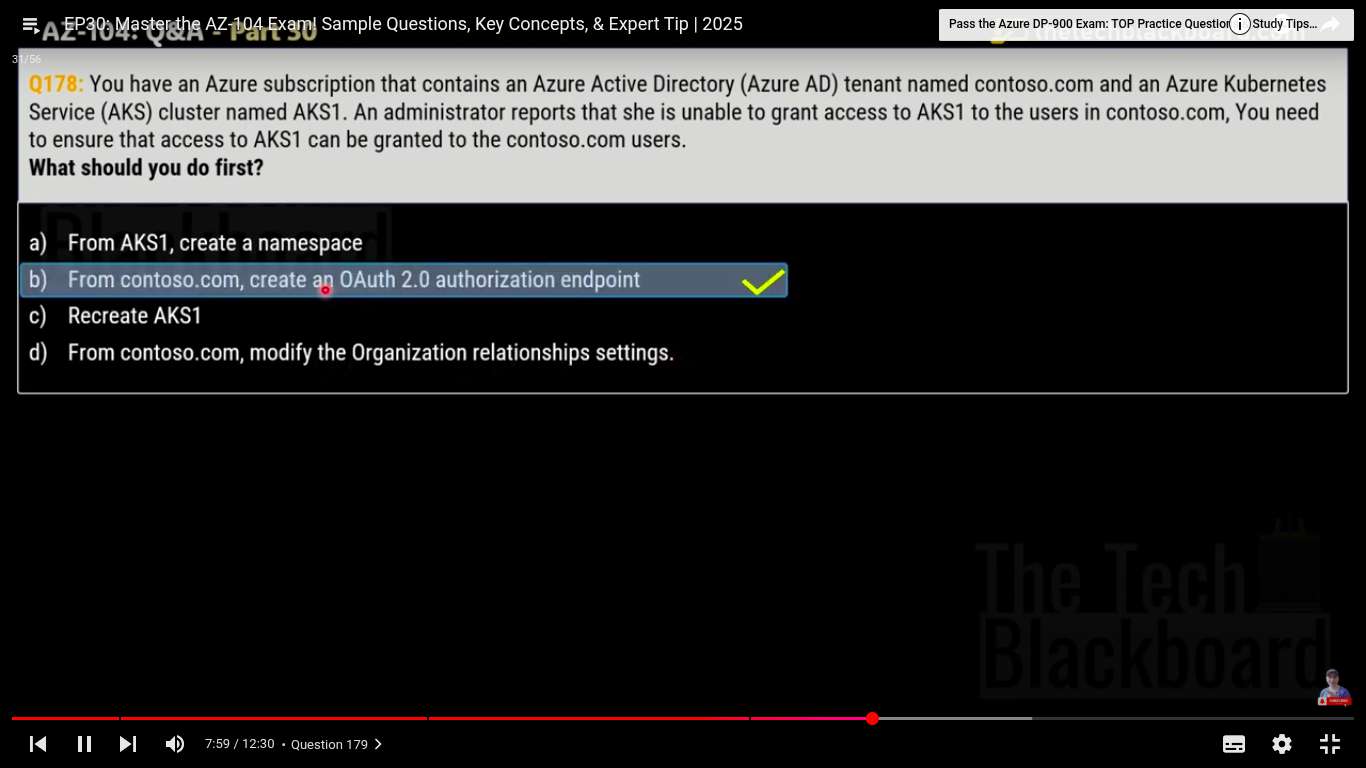 EP30: Master the AZ-104 Exam! Sample Questions, Key Concepts, & Expert Tip | 2025
Pass the Azure DP-900 Exam: TOP Practice Question Study Tips...
AZ-104: Q&A - Part 30
thetechblackboard.com
31/56
Q178: You have an Azure subscription that contains an Azure Active Directory (Azure AD) tenant named contoso.com and an Azure Kubernetes
Service (AKS) cluster named AKS1. An administrator reports that she is unable to grant access to AKS1 to the users in contoso.com, You need
to ensure that access to AKS1 can be granted to the contoso.com users.
What should you do first?
Blackboard
a) From AKS1, create a namespace
b) From contoso.com, create an OAuth 2.0 authorization endpoint
c) Recreate AKS1
d) From contoso.com, modify the Organization relationships settings.
The Tech
Blackboard
7:59 / 12:30 • Question 179